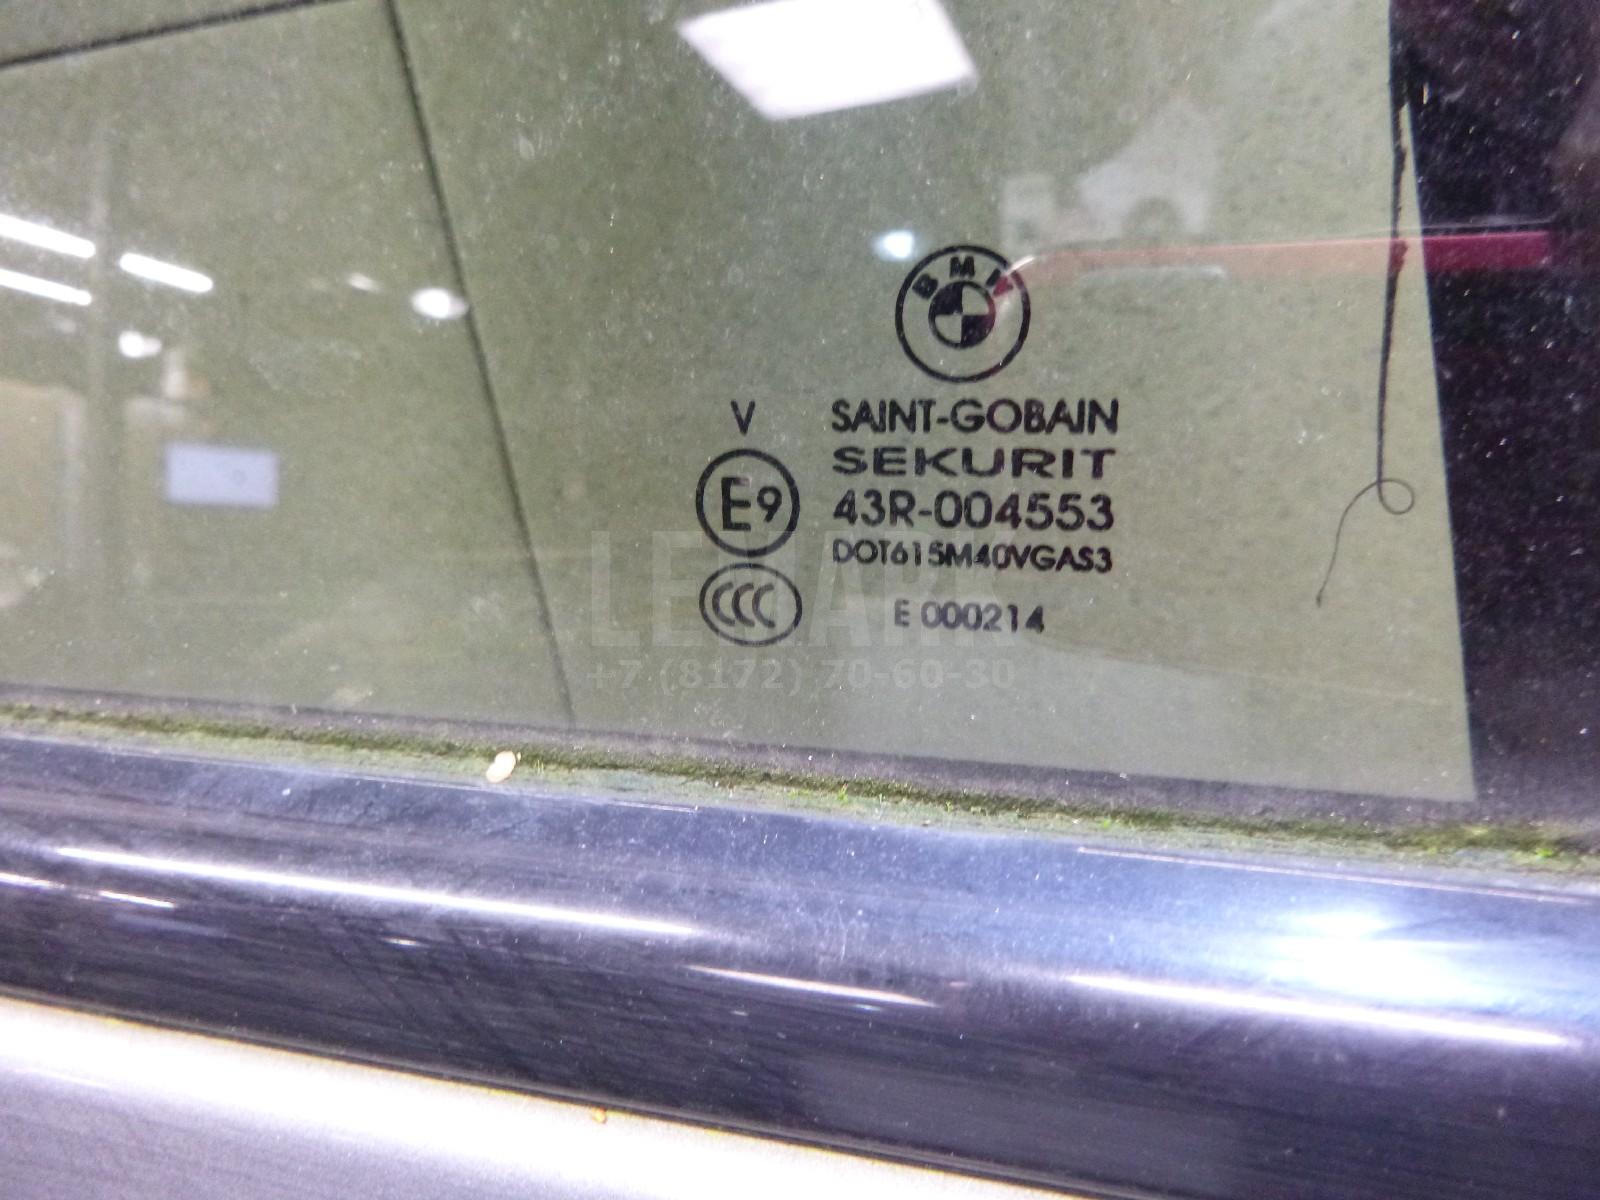 BMW
V
SAINT-GOBAIN
SEKURIT
E9
43R-004553
DOT615M40VGAS3
CCC
E 000214
LEMARK
+7 (8172) 70-60-30